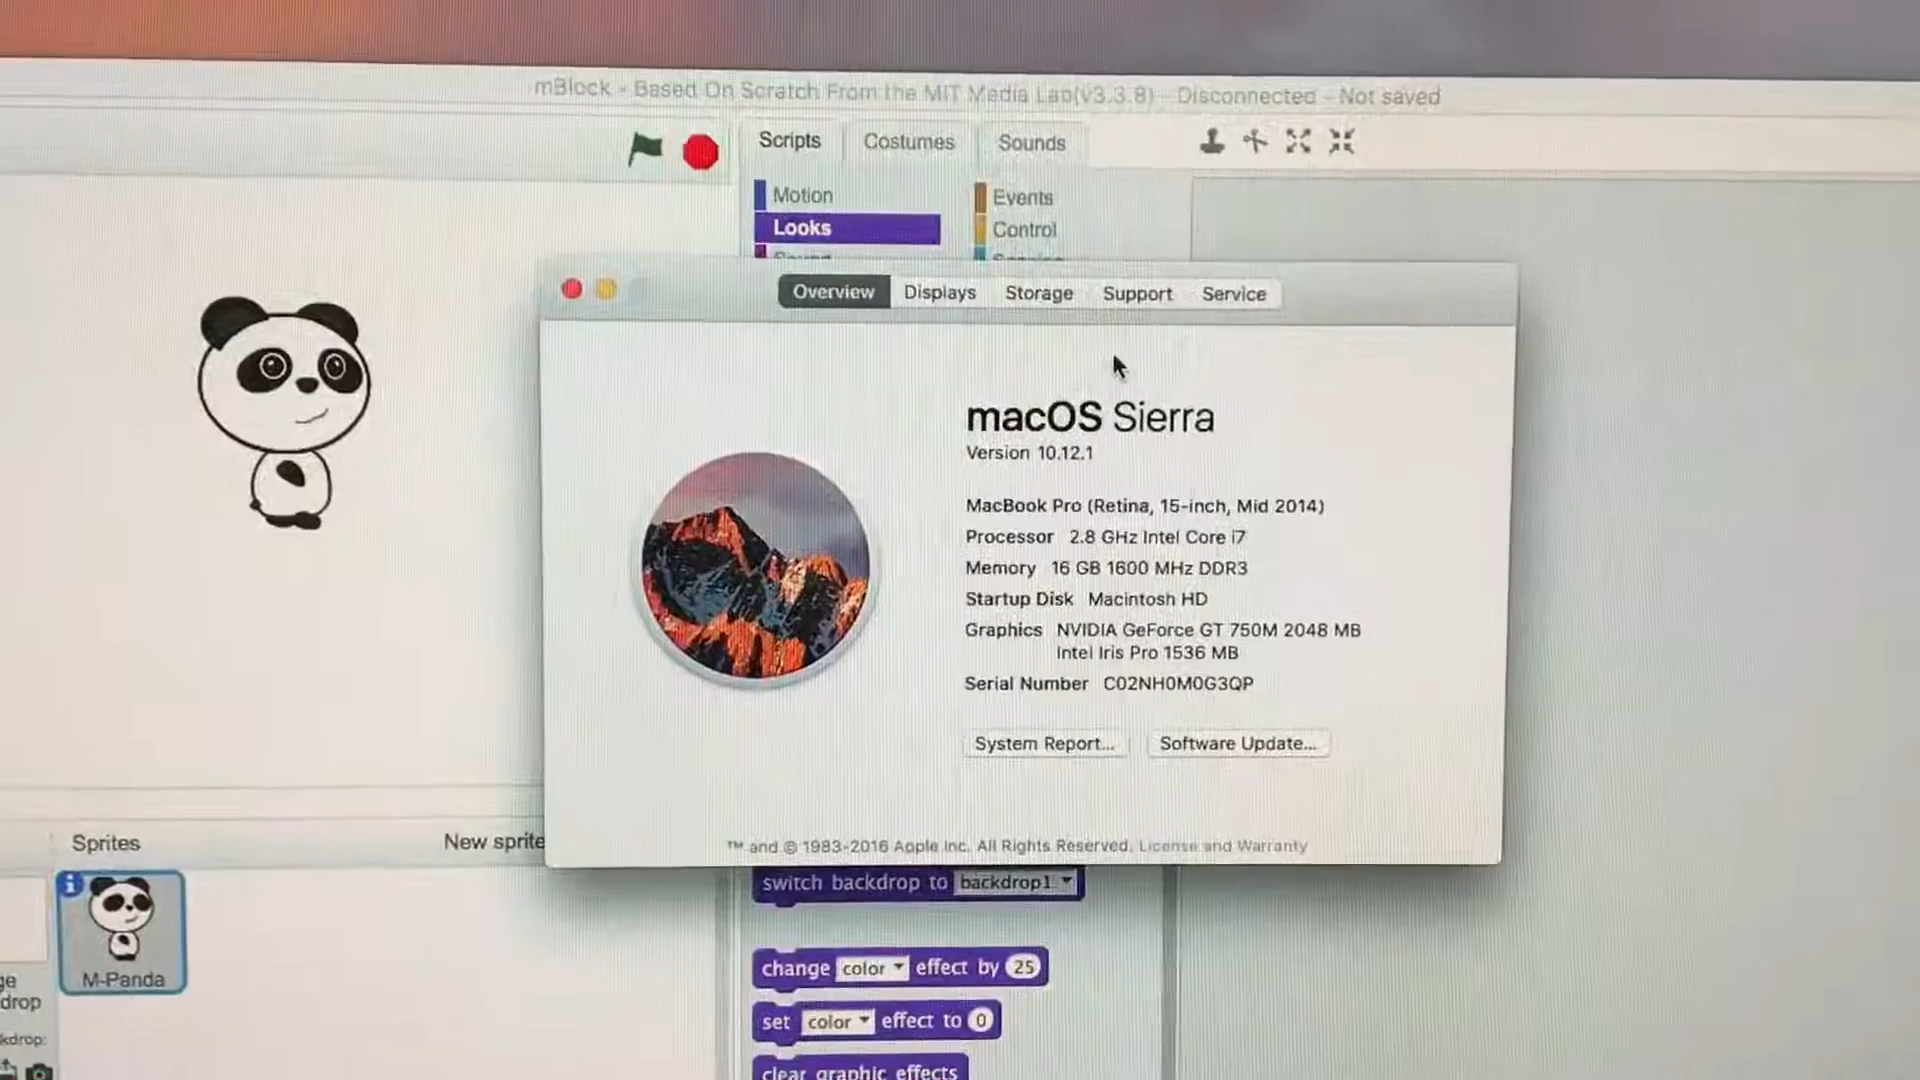 mBlock - Based On Scratch From the MIT Media Lab(v3.3.8) - Disconnected - Not saved
Scripts Costumes Sounds
Motion Events
Looks Control
Overview Displays Storage Support Service
macOS Sierra
Version 10.12.1
MacBook Pro (Retina, 15-inch, Mid 2014)
Processor 2.8 GHz Intel Core i7
Memory 16 GB 1600 MHz DDR3
Startup Disk Macintosh HD
Graphics NVIDIA GeForce GT 750M 2048 MB
Intel Iris Pro 1536 MB
Serial Number C02NH0M0G3QP
System Report... Software Update...
™ and © 1983-2016 Apple Inc. All Rights Reserved. License and Warranty
Sprites New sprite
M-Panda
switch backdrop to backdrop1
change color effect by 25
set color effect to 0
clear graphic effects